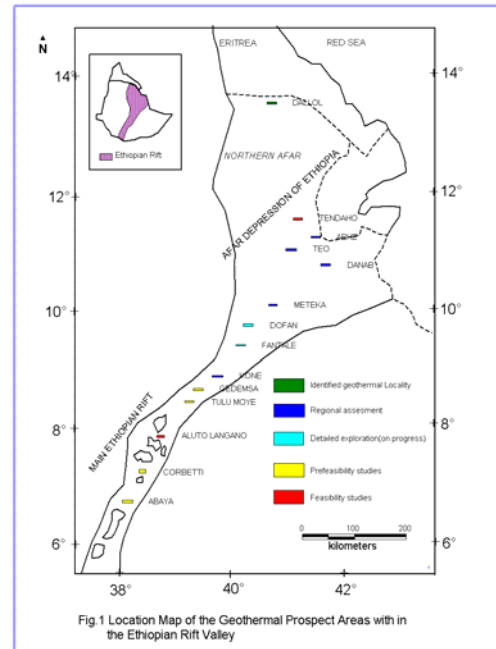 N
ERITREA
RED SEA
14°
14°
DALLOL
Ethiopian Rift
NORTHERN AFAR
AFAR DEPRESSION OF ETHIOPIA
12°
12°
TENDAHO
TEO
DANAB
METEKA
10°
10°
DOFAN
FANTALE
KONE
GEDEMSA
TULU MOYE
MAIN ETHIOPIAN RIFT
8°
8°
ALUTO LANGANO
CORBETTI
ABAYA
6°
6°
Identified geothermal Locality
Regional assesment
Detailed exploration(on progress)
Prefeasibility studies
Feasibility studies
0 100 200
kilometers
38°
40°
42°
Fig.1 Location Map of the Geothermal Prospect Areas with in
the Ethiopian Rift Valley